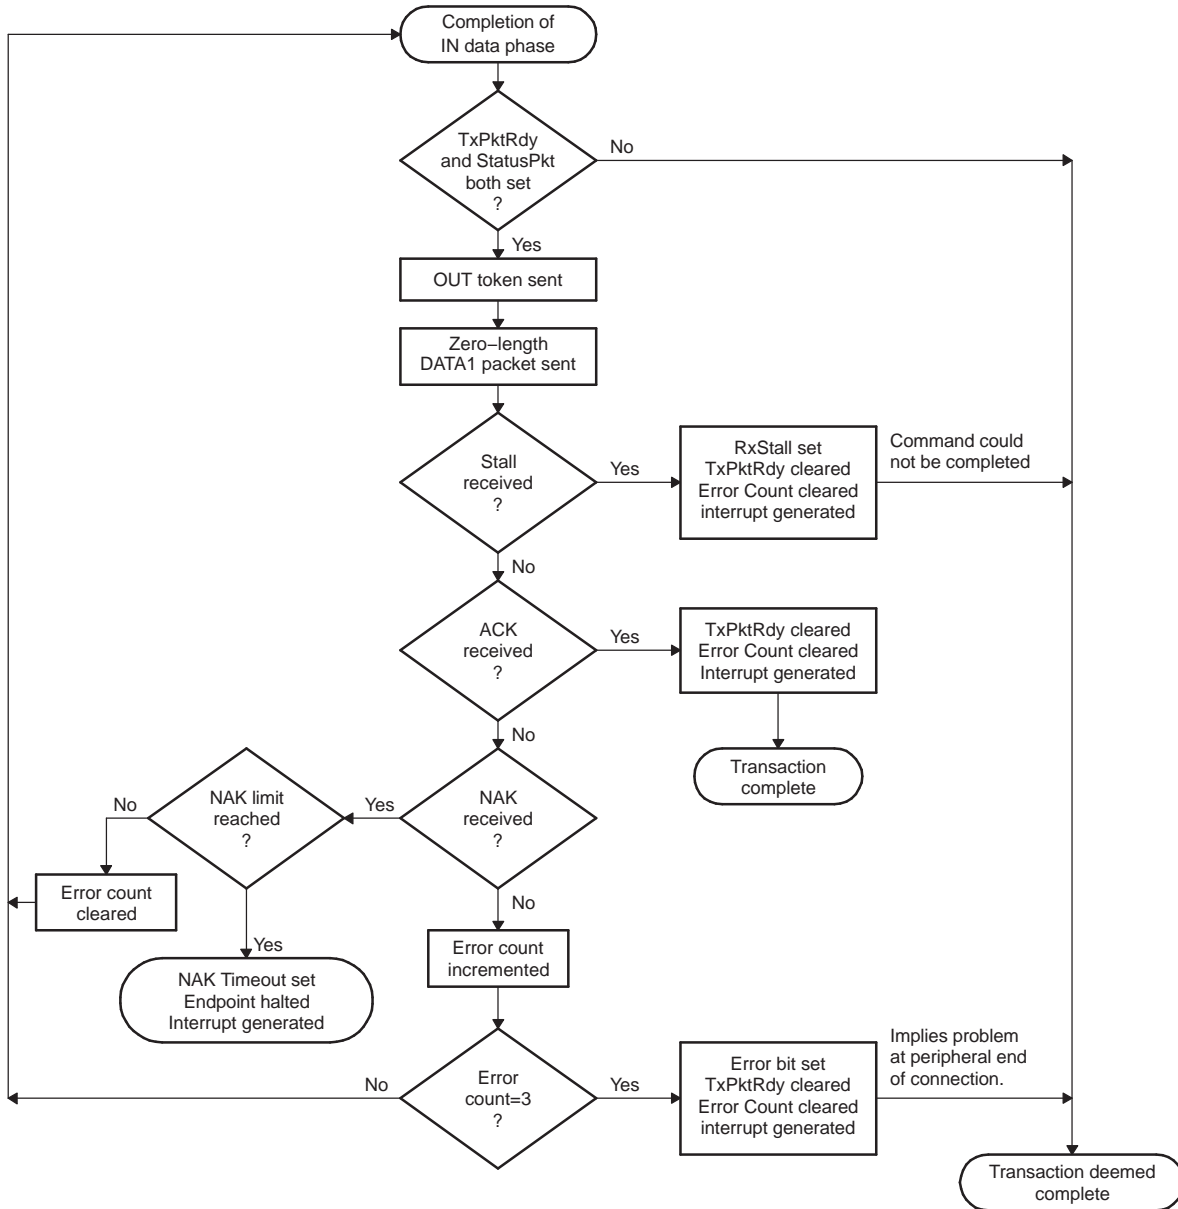 Completion of
IN data phase
TxPktRdy
and StatusPkt
both set
?
No
Yes
OUT token sent
Zero−length
DATA1 packet sent
Stall
received
?
Yes
RxStall set
TxPktRdy cleared
Error Count cleared
interrupt generated
Command could
not be completed
No
ACK
received
?
Yes
TxPktRdy cleared
Error Count cleared
Interrupt generated
No
Transaction
complete
NAK
received
?
Yes
NAK limit
reached
?
No
Error count
cleared
Yes
NAK Timeout set
Endpoint halted
Interrupt generated
No
Error count
incremented
Error
count=3
?
No
Yes
Error bit set
TxPktRdy cleared
Error Count cleared
interrupt generated
Implies problem
at peripheral end
of connection.
Transaction deemed
complete